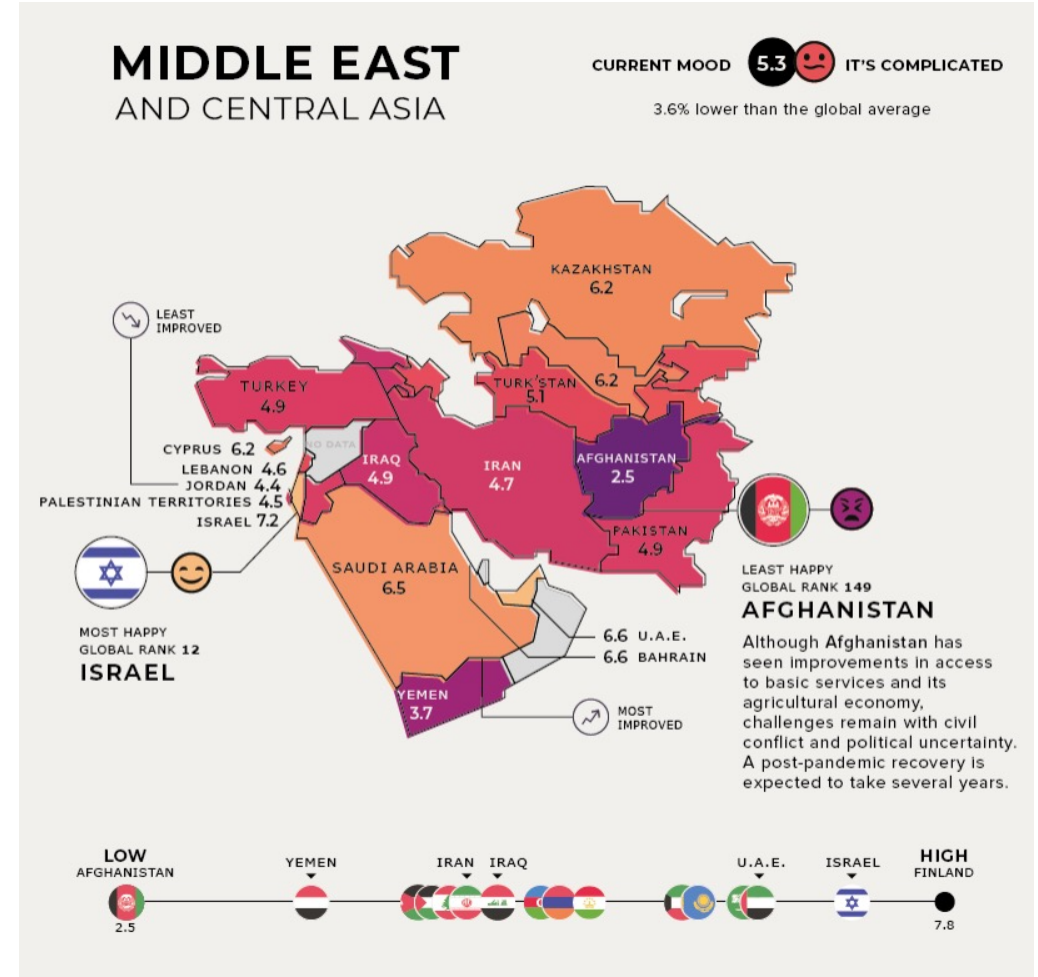 MIDDLE EAST
AND CENTRAL ASIA
CURRENT MOOD 5.3 IT'S COMPLICATED
3.6% lower than the global average
KAZAKHSTAN
6.2
LEAST
IMPROVED
TURKEY
4.9
TURK'STAN
5.1
6.2
CYPRUS 6.2
NO DATA
LEBANON 4.6
JORDAN 4.4
PALESTINIAN TERRITORIES 4.5
ISRAEL 7.2
IRAQ
4.9
IRAN
4.7
AFGHANISTAN
2.5
PAKISTAN
4.9
SAUDI ARABIA
6.5
MOST HAPPY
GLOBAL RANK 12
ISRAEL
6.6 U.A.E.
6.6 BAHRAIN
YEMEN
3.7
MOST
IMPROVED
LEAST HAPPY
GLOBAL RANK 149
AFGHANISTAN
Although Afghanistan has
seen improvements in access
to basic services and its
agricultural economy,
challenges remain with civil
conflict and political uncertainty.
A post-pandemic recovery is
expected to take several years.
LOW
AFGHANISTAN
2.5
YEMEN
IRAN
IRAQ
U.A.E.
ISRAEL
HIGH
FINLAND
7.8